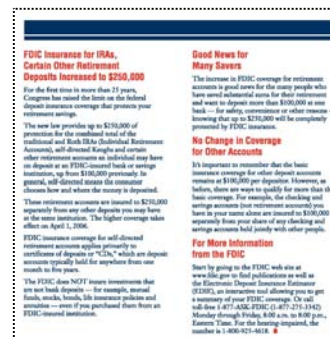 FDIC Insurance for IRAs,
Certain Other Retirement
Deposits Increased to $250,000
For the first time in more than 25 years,
Congress has raised the limit on the federal
deposit insurance coverage that protects your
retirement savings.
The new law provides up to $250,000 of
protection for the combined total of the
traditional and Roth IRAs (Individual Retirement
Accounts), self-directed Keoghs and certain
other retirement accounts an individual may have
on deposit at an FDIC-insured bank or savings
institution, up from $100,000 previously. In
general, self-directed means the consumer
chooses how and where the money is deposited.
These retirement accounts are insured to $250,000
separately from any other deposits you may have
at the same institution. The higher coverage takes
effect on April 1, 2006.
FDIC insurance coverage for self-directed
retirement accounts applies primarily to
certificates of deposits or "CDs," which are deposit
accounts typically held for anywhere from one
month to five years.
The FDIC does NOT insure investments that
are not bank deposits — for example, mutual
funds, stocks, bonds, life insurance policies and
annuities — even if you purchased them from an
FDIC-insured institution.
Good News for
Many Savers
The increase in FDIC coverage for retirement
accounts is good news for the many people who
have saved substantial sums for their retirement
and want to deposit more than $100,000 at one
bank — for safety, convenience or other reasons
knowing that up to $250,000 will be completely
protected by FDIC insurance.
No Change in Coverage
for Other Accounts
It's important to remember that the basic
insurance coverage for other deposit accounts
remains at $100,000 per depositor. However, as
before, there are ways to qualify for more than the
basic coverage. For example, the checking and
savings accounts (non retirement accounts) you
have in your name alone are insured to $100,000
separately from your share of any checking and
savings accounts held jointly with other people.
For More Information
from the FDIC
Start by going to the FDIC web site at
www.fdic.gov to find publications as well as
the Electronic Deposit Insurance Estimator
(EDIE), an interactive tool allowing you to get
a summary of your FDIC coverage. Or call
toll-free 1-877-ASK-FDIC (1-877-275-3342)
Monday through Friday, 8:00 a.m. to 8:00 p.m.,
Eastern Time. For the hearing-impaired, the
number is 1-800-925-4618.